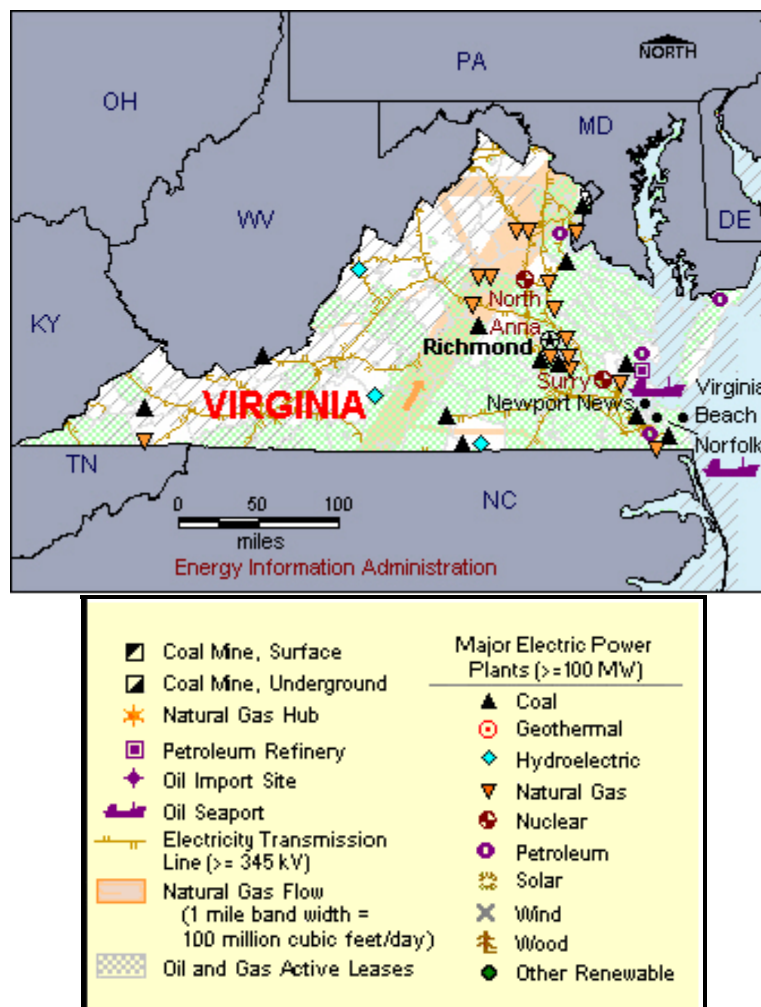 NORTH
PA
OH
MD
WV
DE
KY
North
Anna
Richmond
Surry
VIRGINIA
Newport News
Virginia
Beach
Norfolk
TN
NC
0 50 100
miles
Energy Information Administration
Coal Mine, Surface
Coal Mine, Underground
Natural Gas Hub
Petroleum Refinery
Oil Import Site
Oil Seaport
Electricity Transmission
Line (>= 345 kV)
Natural Gas Flow
(1 mile band width =
100 million cubic feet/day)
Oil and Gas Active Leases
Major Electric Power
Plants (>=100 MW)
Coal
Geothermal
Hydroelectric
Natural Gas
Nuclear
Petroleum
Solar
Wind
Wood
Other Renewable